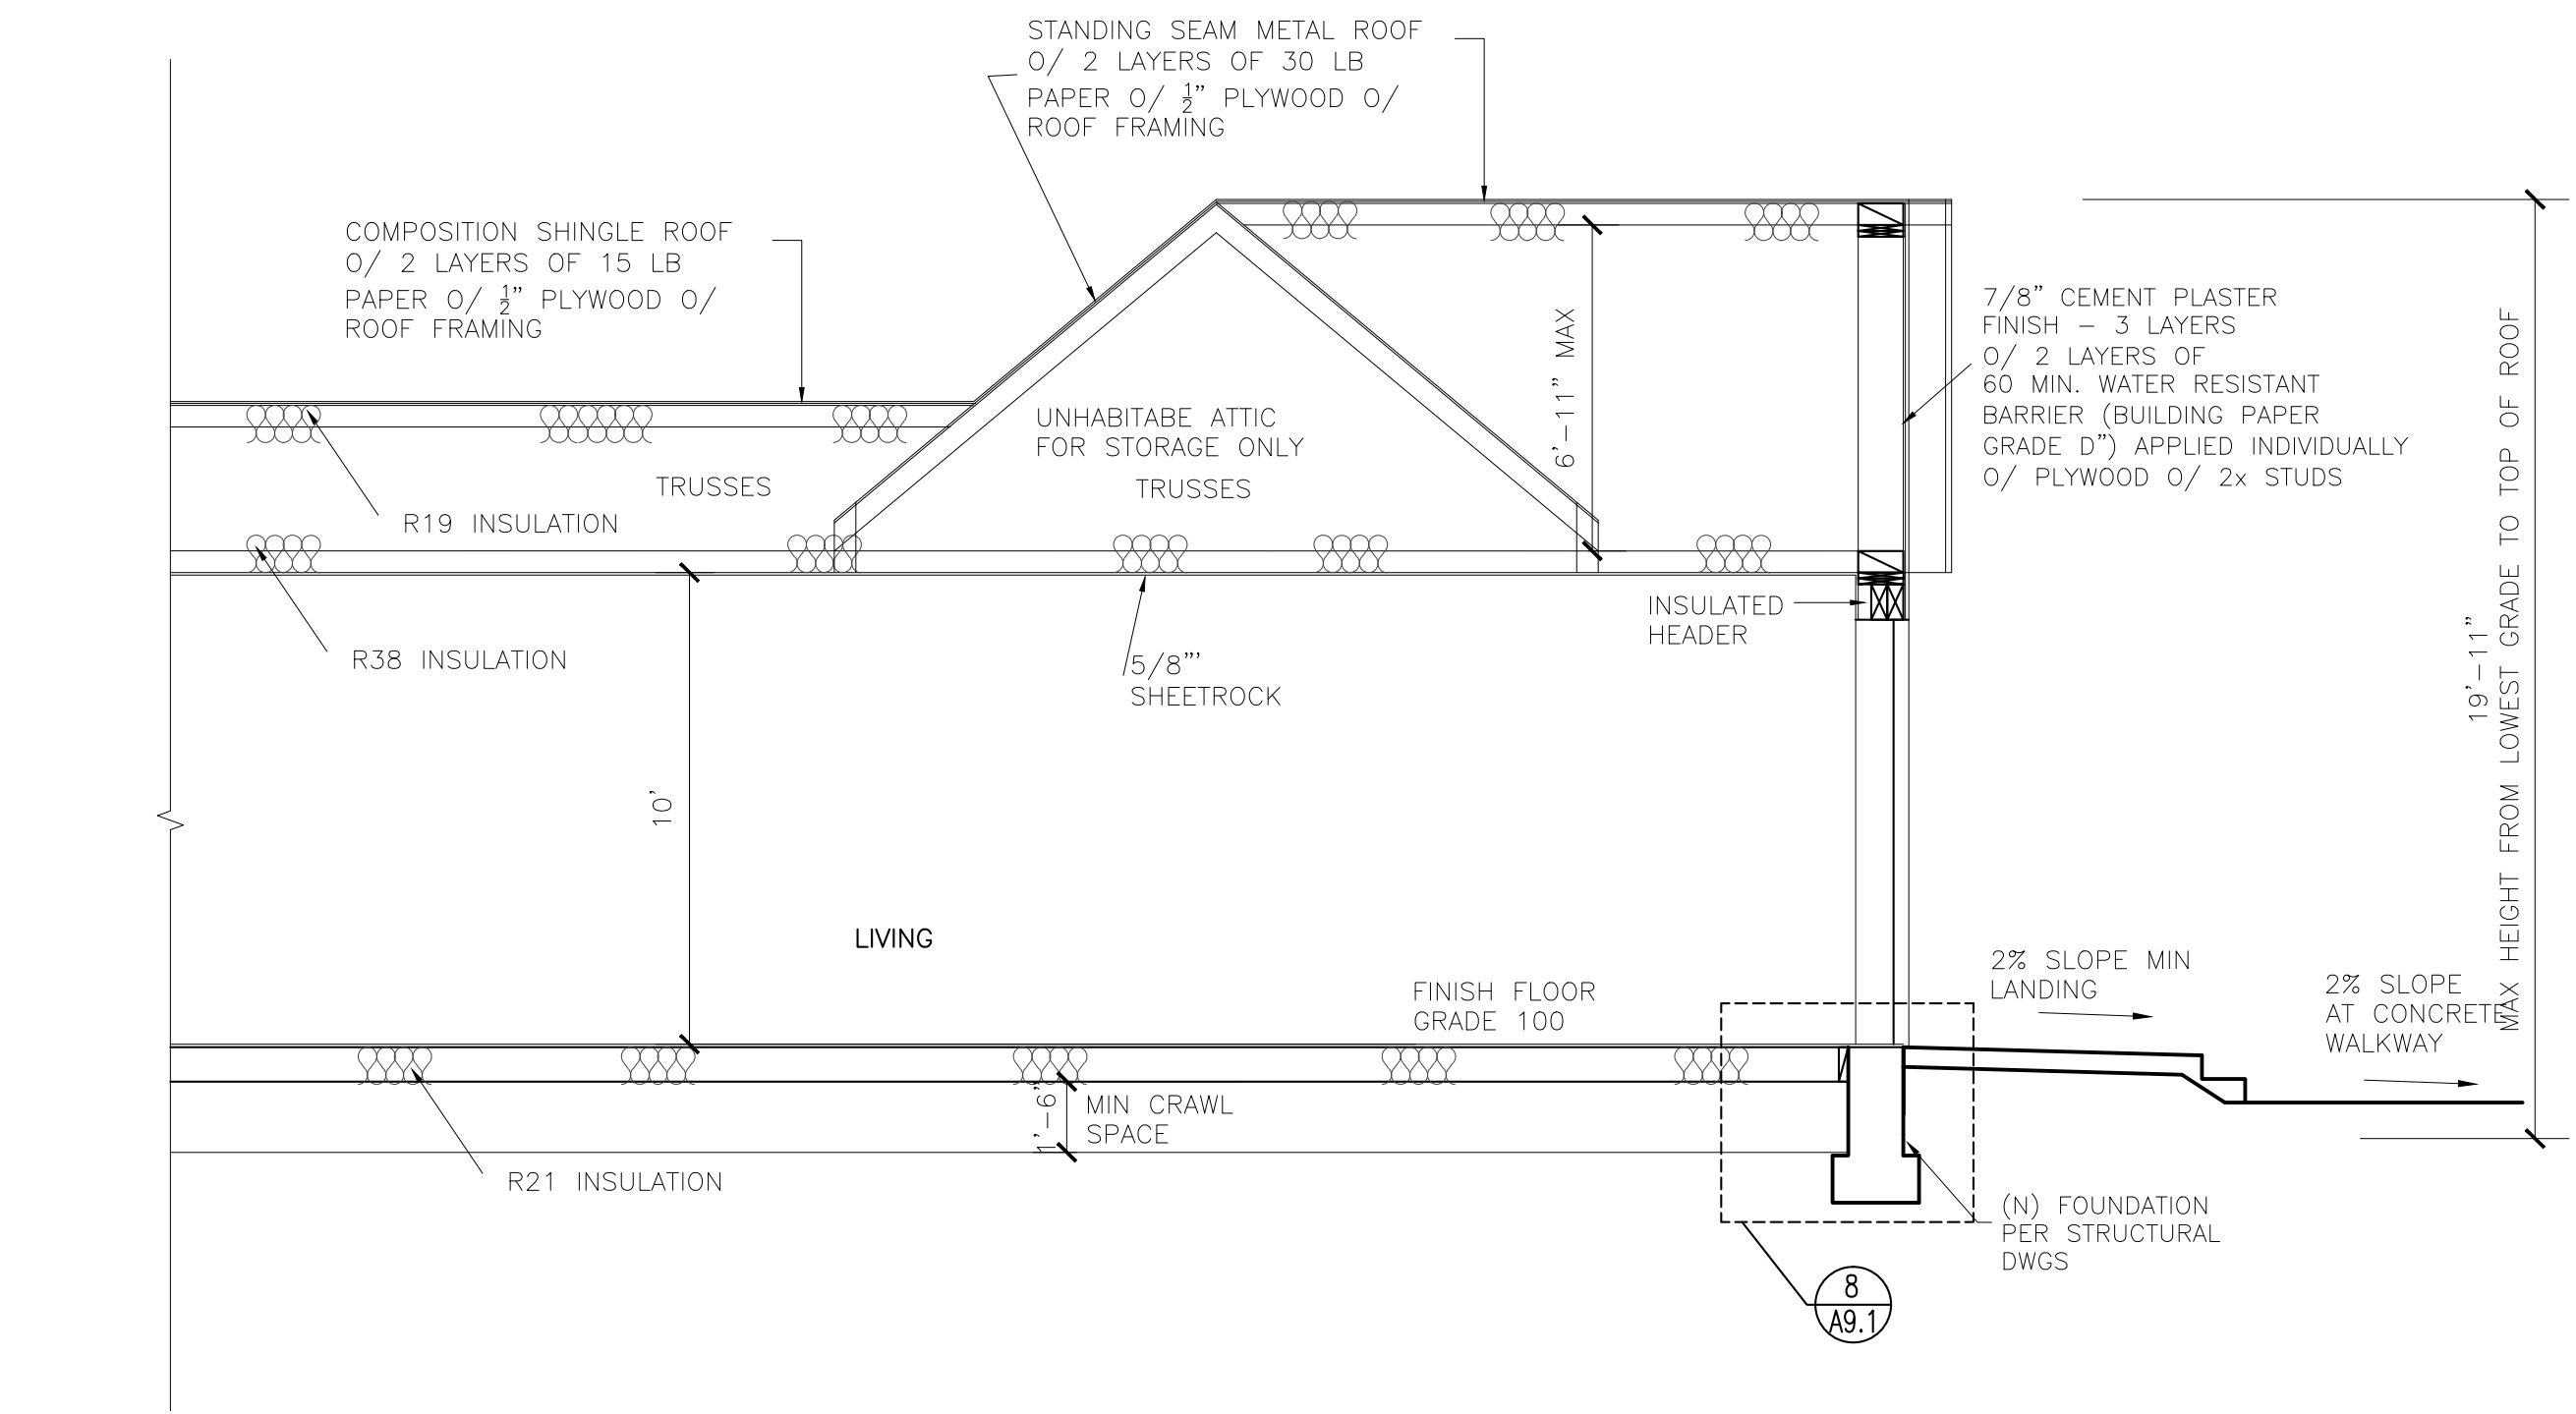 STANDING SEAM METAL ROOF
O/ 2 LAYERS OF 30 LB
PAPER O/ ½" PLYWOOD O/
ROOF FRAMING
COMPOSITION SHINGLE ROOF
O/ 2 LAYERS OF 15 LB
PAPER O/ ½" PLYWOOD O/
ROOF FRAMING
7/8" CEMENT PLASTER
FINISH – 3 LAYERS
O/ 2 LAYERS OF
60 MIN. WATER RESISTANT
BARRIER (BUILDING PAPER
GRADE D") APPLIED INDIVIDUALLY
O/ PLYWOOD O/ 2x STUDS
6'–11" MAX
UNHABITABE ATTIC
FOR STORAGE ONLY
TRUSSES
TRUSSES
R19 INSULATION
R38 INSULATION
INSULATED
HEADER
5/8"'
SHEETROCK
19'–11"
MAX HEIGHT FROM LOWEST GRADE TO TOP OF ROOF
10'
LIVING
FINISH FLOOR
GRADE 100
2% SLOPE MIN
LANDING
2% SLOPE
AT CONCRETE
WALKWAY
1'–6"
MIN CRAWL
SPACE
R21 INSULATION
(N) FOUNDATION
PER STRUCTURAL
DWGS
8
A9.1